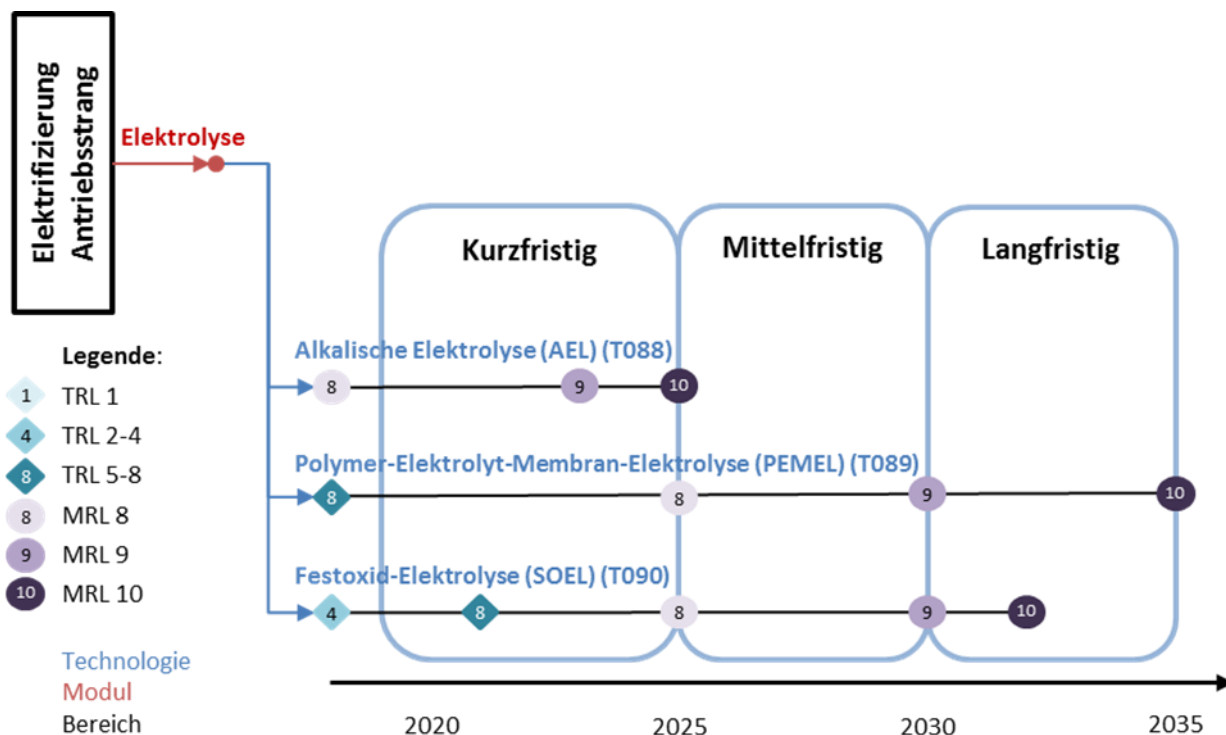 Elektrifizierung
Antriebsstrang
Elektrolyse
Kurzfristig
Mittelfristig
Langfristig
Alkalische Elektrolyse (AEL) (T088)
8
9
10
Polymer-Elektrolyt-Membran-Elektrolyse (PEMEL) (T089)
8
8
9
10
Festoxid-Elektrolyse (SOEL) (T090)
4
8
8
9
10
Legende:
1 TRL 1
4 TRL 2-4
8 TRL 5-8
8 MRL 8
9 MRL 9
10 MRL 10
Technologie
Modul
Bereich
2020
2025
2030
2035